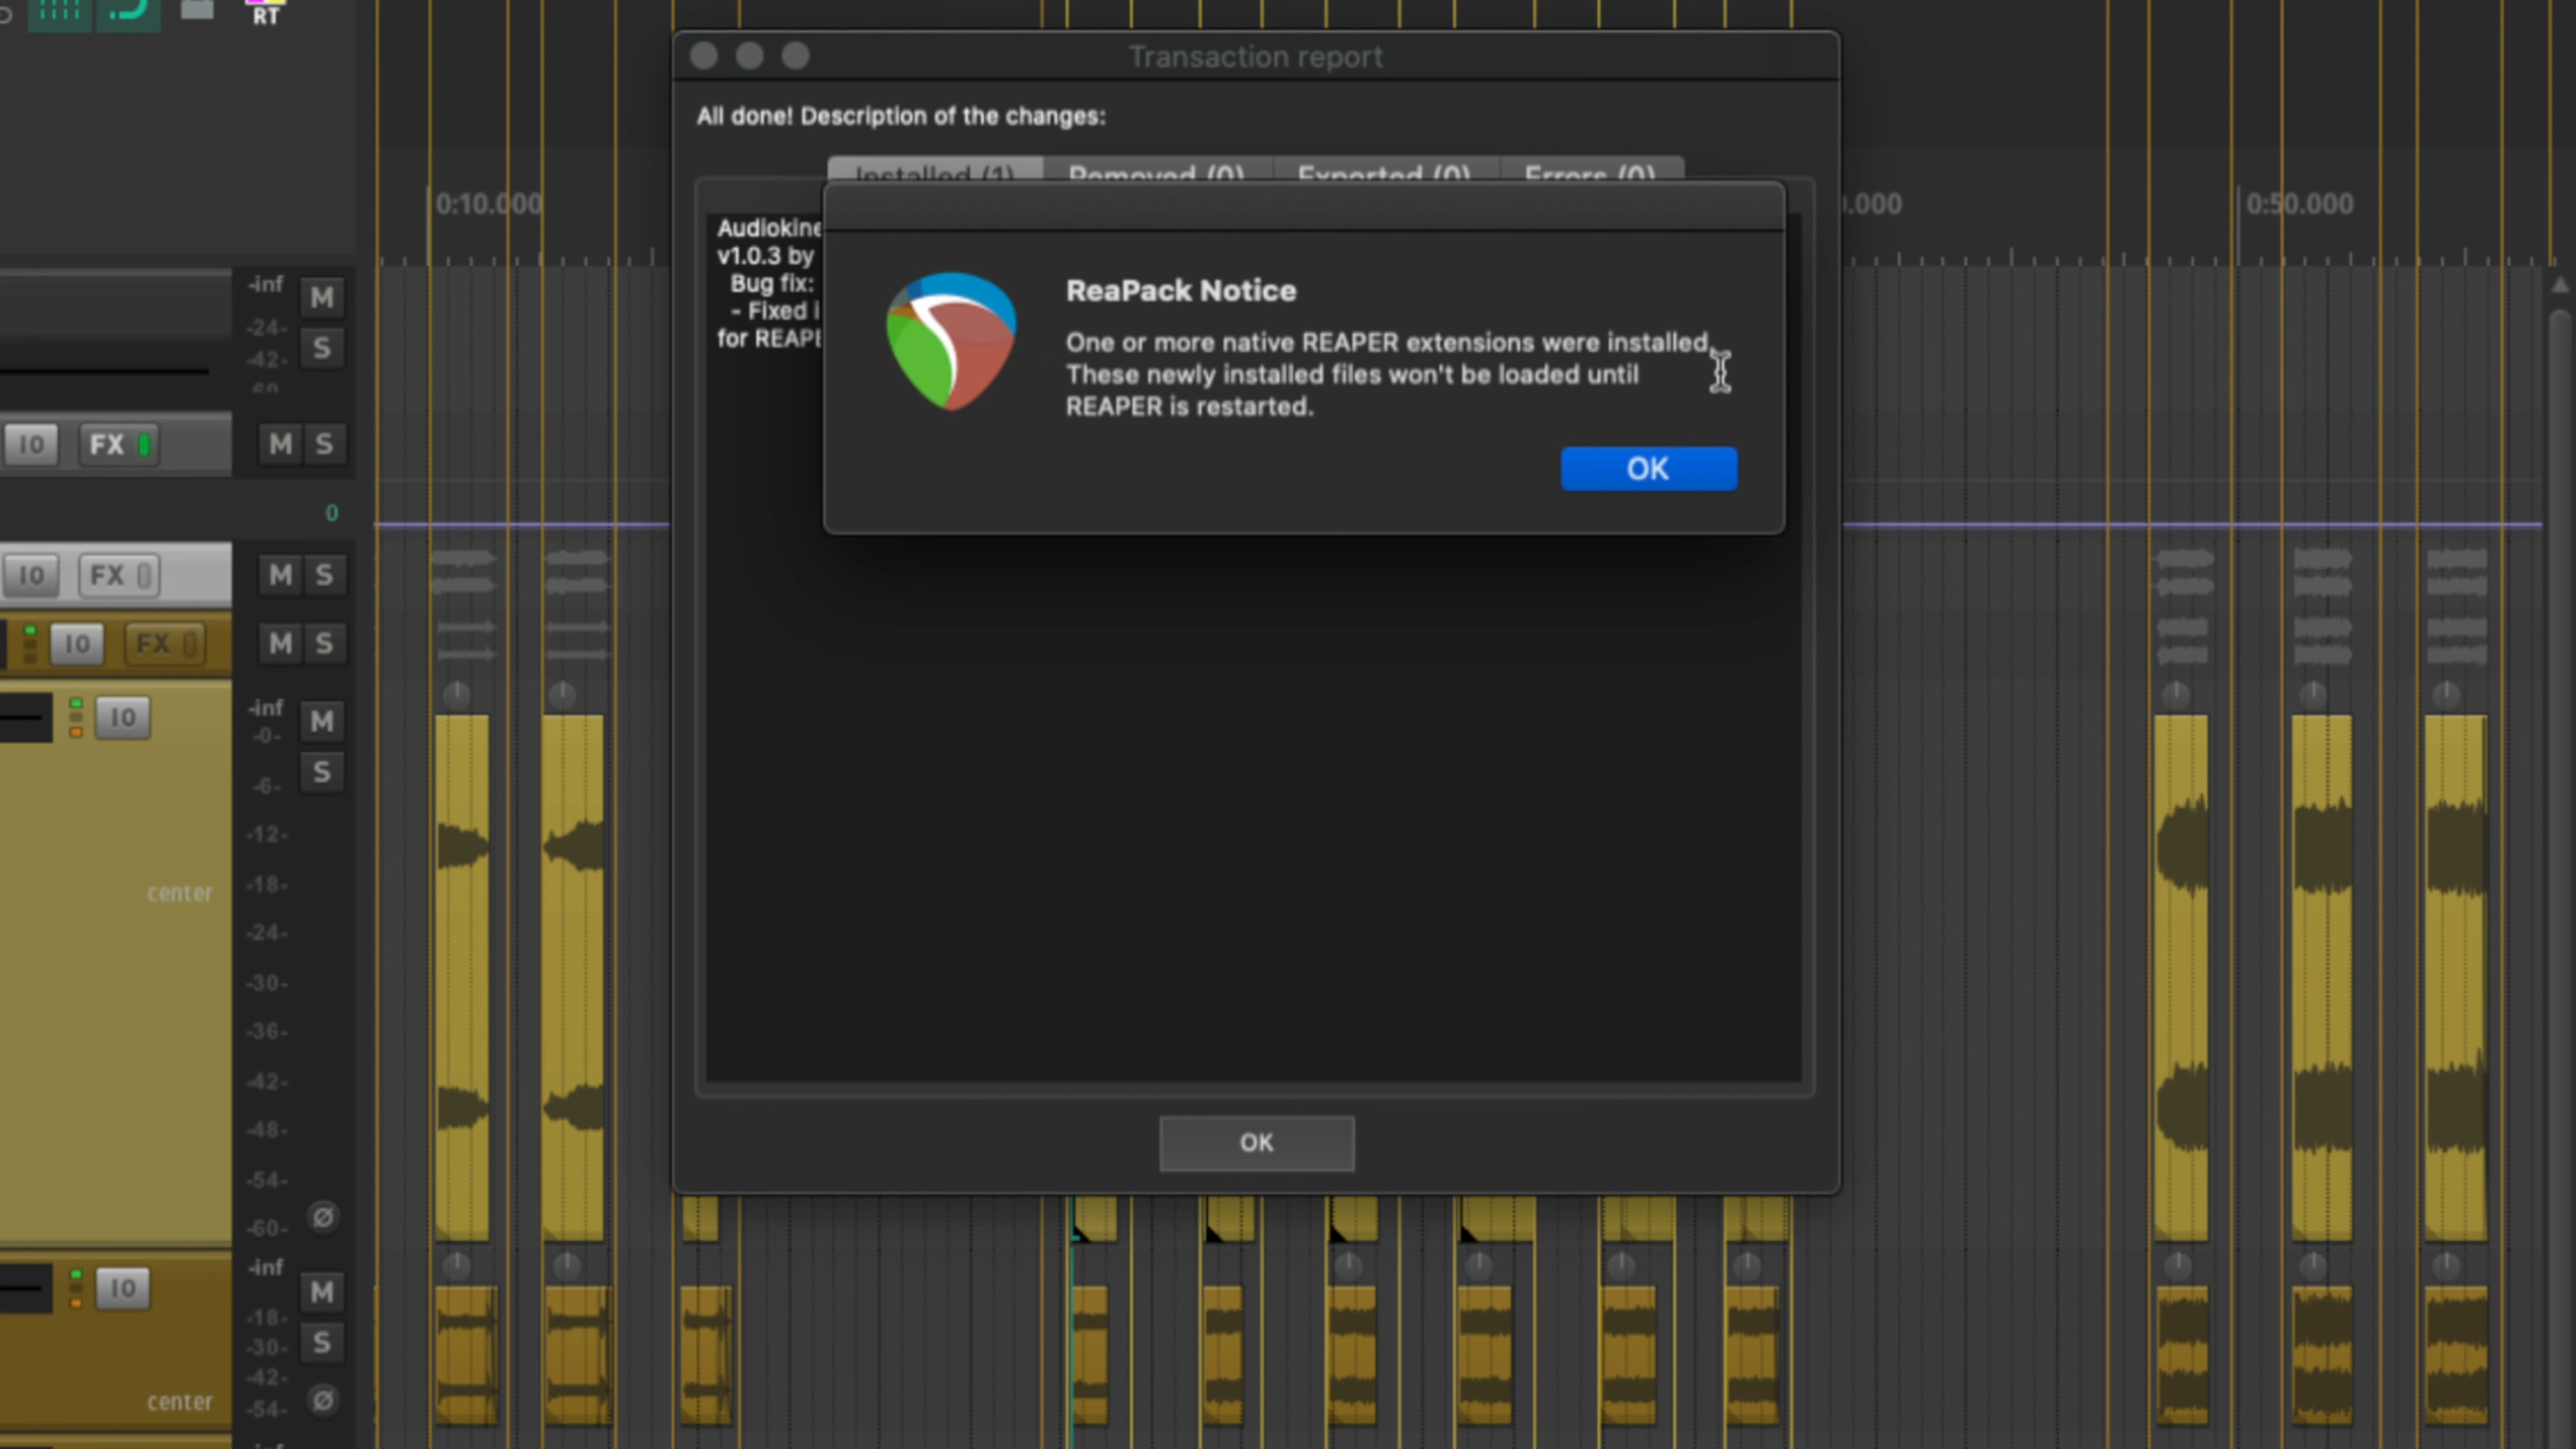 RT
Transaction report
All done! Description of the changes:
Installed (1) Removed (0) Exported (0) Errors (0)
Audiokine
v1.0.3 by
Bug fix:
- Fixed i
for REAPE
ReaPack Notice
One or more native REAPER extensions were installed.
These newly installed files won't be loaded until
REAPER is restarted.
OK
OK
0:10.000
0.000
0:50.000
-inf
M
-24-
S
-42-
IO FX M S
0
IO FX M S
IO FX M S
IO
-inf
M
-0-
S
-6-
-12-
-18-
center
-24-
-30-
-36-
-42-
-48-
-54-
-60-
Ø
IO
-inf
M
-18-
S
-30-
-42-
center
-54-
Ø